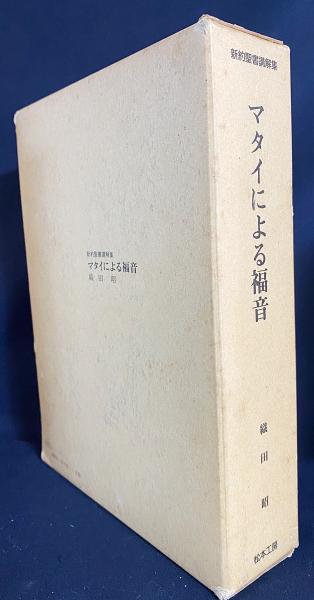 新約聖書講解集
マタイによる福音
織田 昭
新約聖書講解集
マタイによる福音
織田昭
松本工房